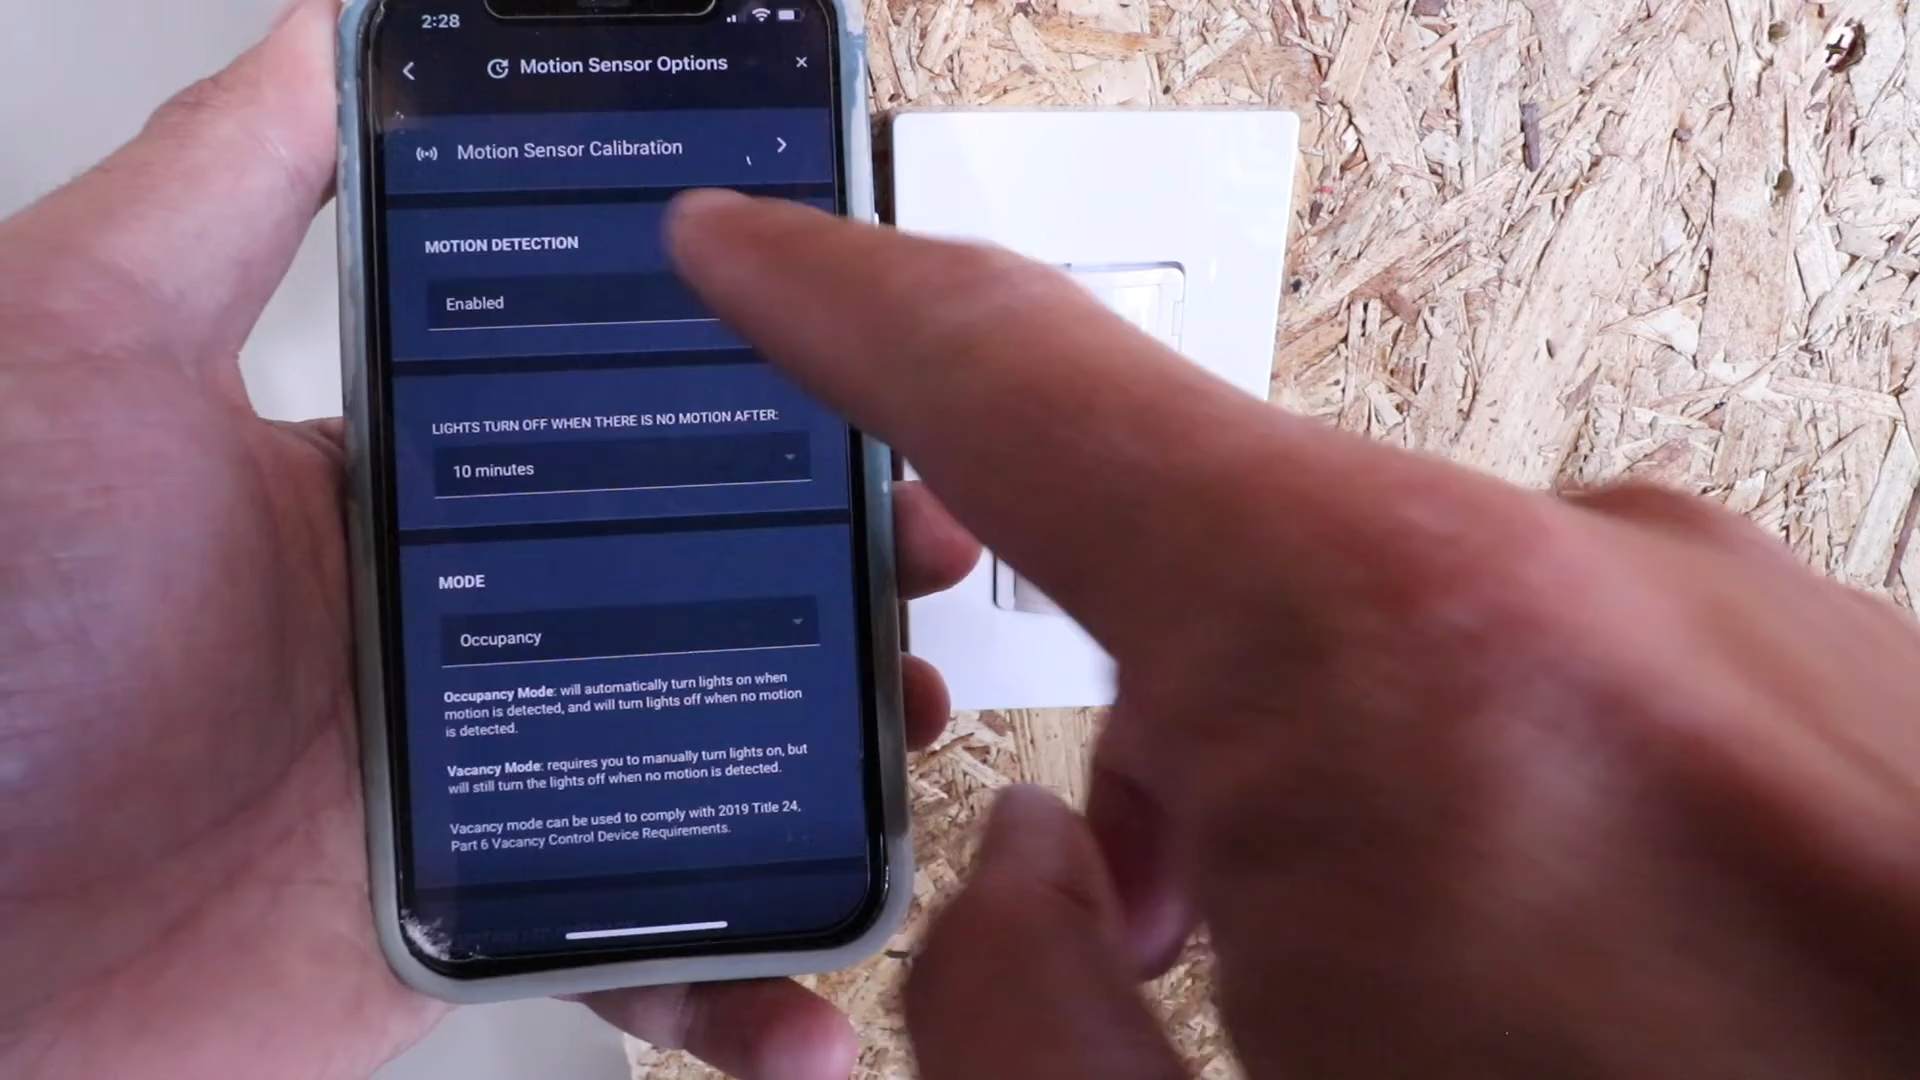 2:28
Motion Sensor Options
Motion Sensor Calibration
MOTION DETECTION
Enabled
LIGHTS TURN OFF WHEN THERE IS NO MOTION AFTER:
10 minutes
MODE
Occupancy
Occupancy Mode: will automatically turn lights on when
motion is detected, and will turn lights off when no motion
is detected.
Vacancy Mode: requires you to manually turn lights on, but
will still turn the lights off when no motion is detected.
Vacancy mode can be used to comply with 2019 Title 24,
Part 6 Vacancy Control Device Requirements.